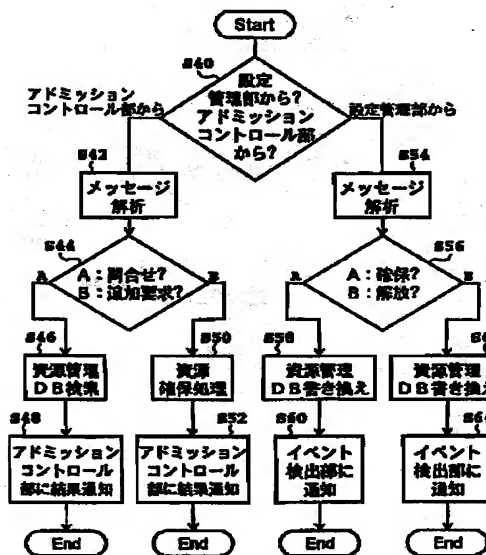 Start
S40
設定
管理部から?
アドミッション
コントロール部
から?
アドミッション
コントロール部から
設定管理部から
S42
メッセージ
解析
S54
メッセージ
解析
S44
A
A：問合せ?
B：追加要求?
B
S56
A
A：確保?
B：解放?
B
S46
資源管理
DB検索
S50
資源
確保処理
S58
資源管理
DB書き換え
資源管理
DB書き換え
S48
アドミッション
コントロール
部に結果通知
S52
アドミッション
コントロール
部に結果通知
S60
イベント
検出部に
通知
S64
イベント
検出部に
通知
End
End
End
End